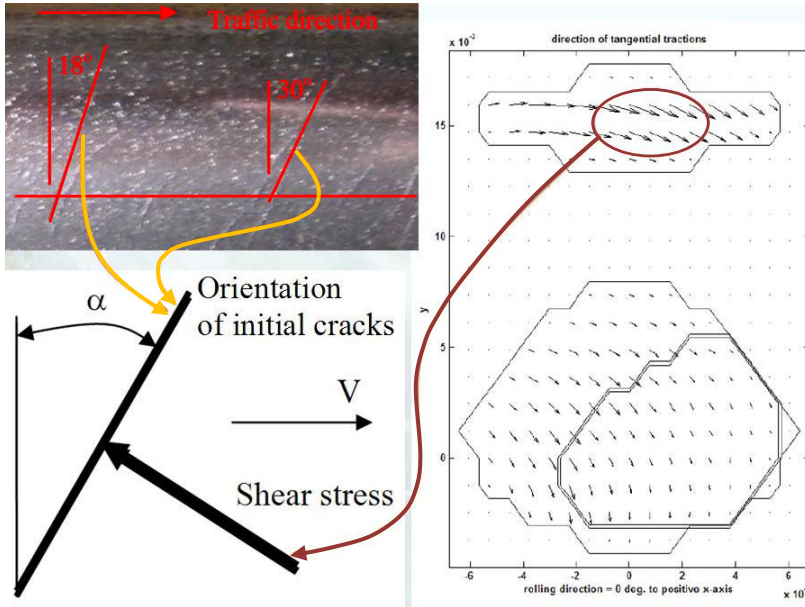 Traffic direction
18°
30°
α
Orientation
of initial cracks
V
Shear stress
direction of tangential tractions
x 10⁻³
15
10
5
0
y
-6
-4
-2
0
2
4
6
rolling direction = 0 deg. to positive x-axis